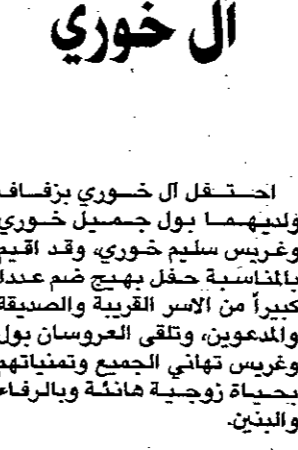 آل خوري
احتفل آل خوري بزفاف
ولديهما بول جميل خوري
وغريس سليم خوري، وقد اقيم
بالمناسبة حفل بهيج ضم عددا
كبيراً من الاسر القريبة والصديقة
والمدعوين، وتلقى العروسان بول
وغريس تهاني الجميع وتمنياتهم
بحياة زوجية هانئة وبالرفاء
والبنين.